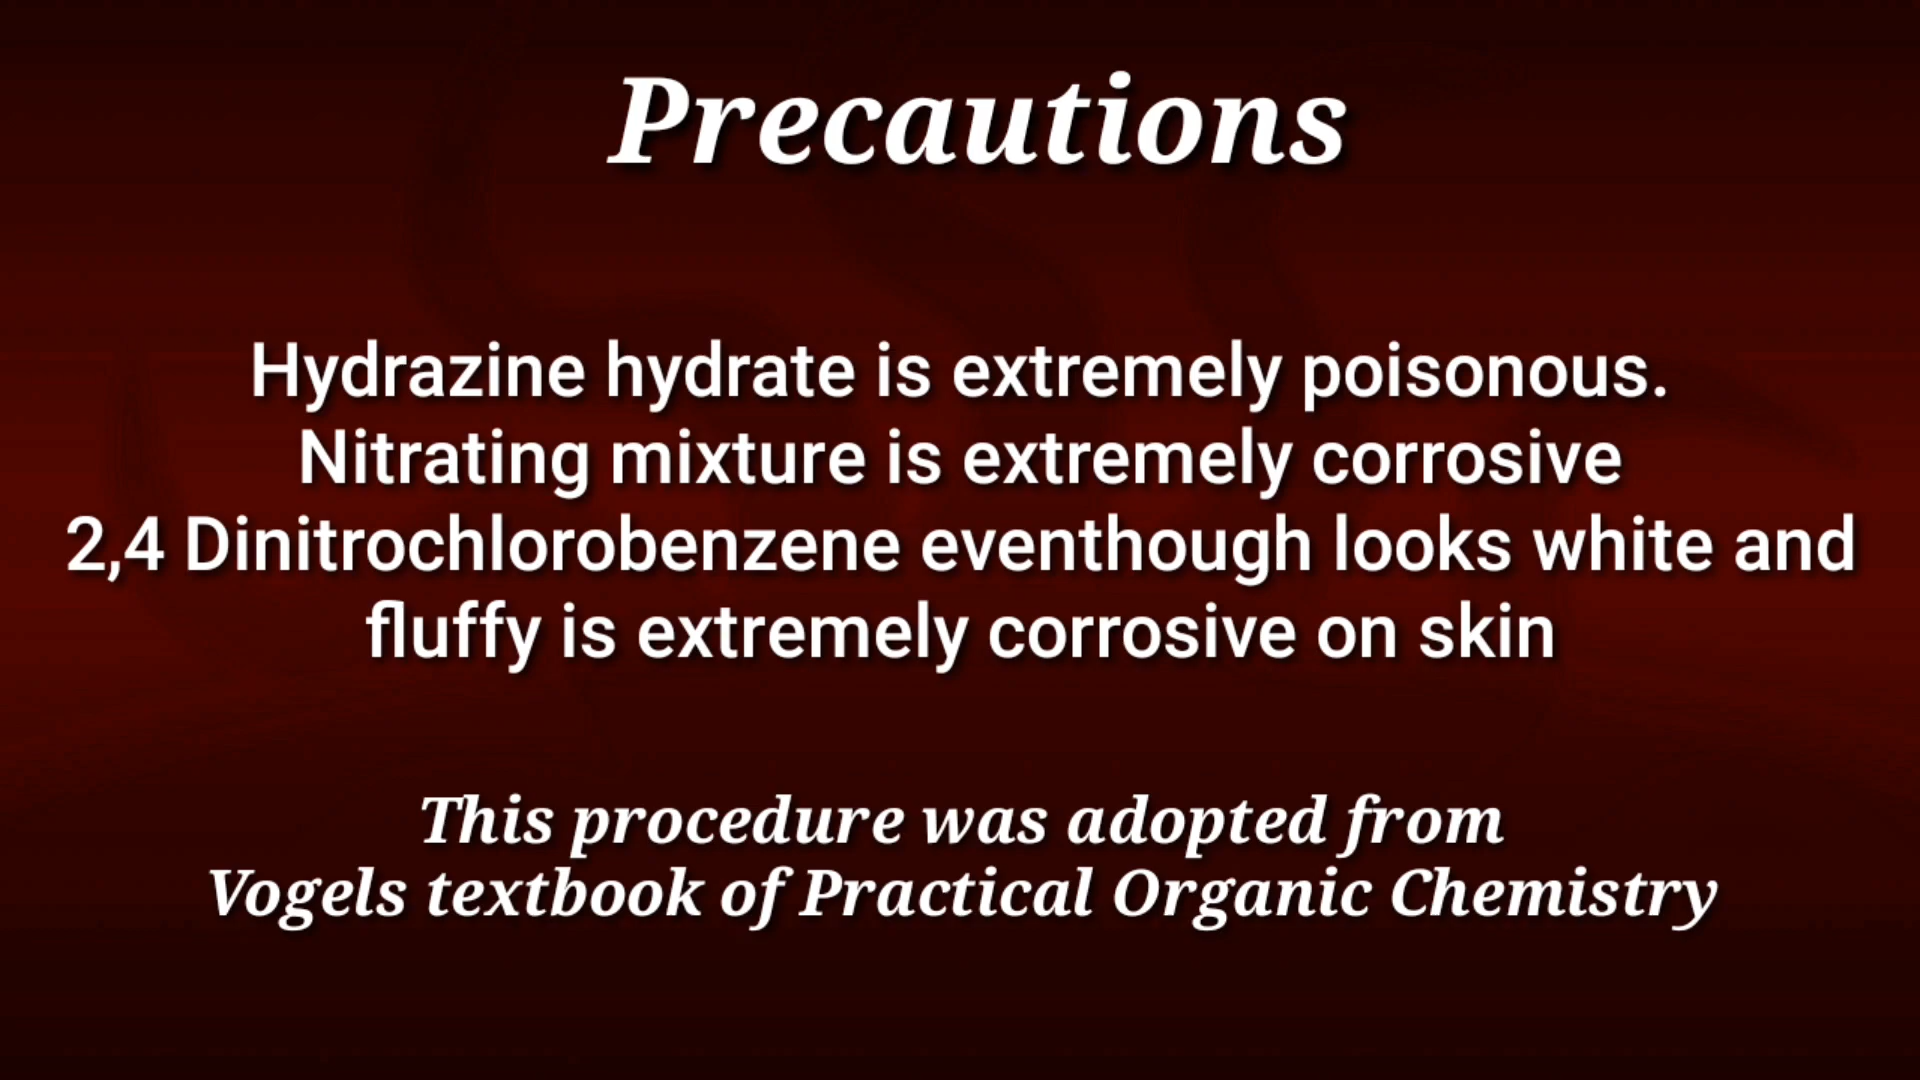 Precautions
Hydrazine hydrate is extremely poisonous.
Nitrating mixture is extremely corrosive
2,4 Dinitrochlorobenzene eventhough looks white and
fluffy is extremely corrosive on skin
This procedure was adopted from
Vogels textbook of Practical Organic Chemistry